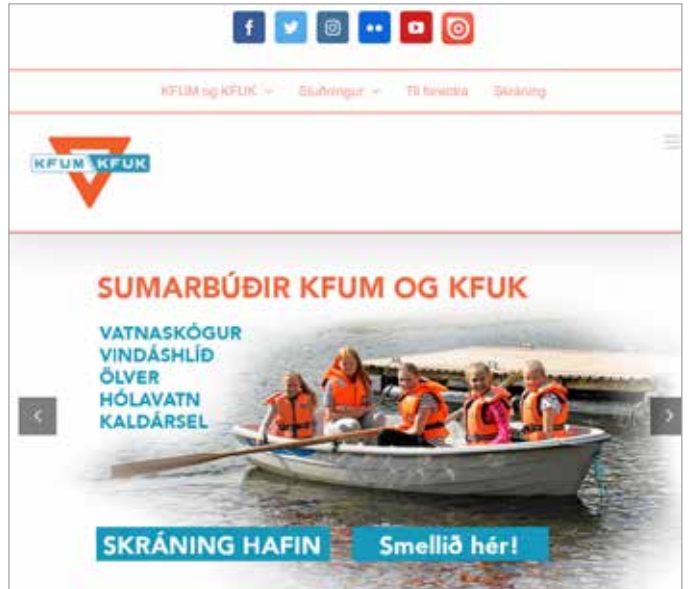 KFUM og KFUK Stuðningur Til foreldra Skráning
KFUM KFUK
SUMARBÚÐIR KFUM OG KFUK
VATNASKÓGUR
VINDÁSHLÍÐ
ÖLVER
HÓLAVATN
KALDÁRSEL
SKRÁNING HAFIN Smellið hér!